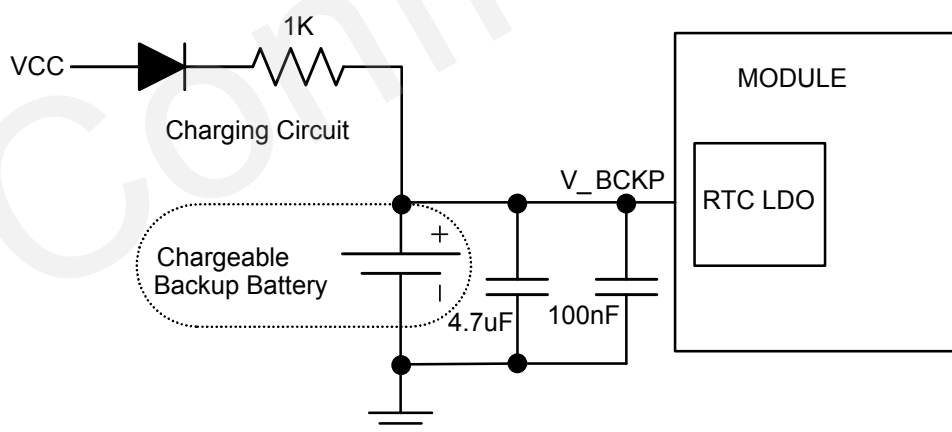 1K
VCC
MODULE
Charging Circuit
V_BCKP
RTC LDO
+
Chargeable
Backup Battery
4.7uF
100nF